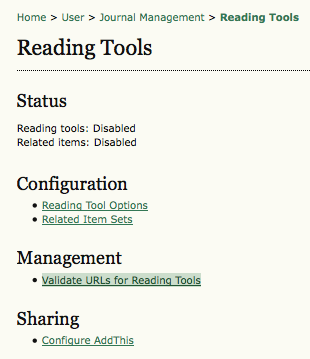 Home > User > Journal Management > Reading Tools
Reading Tools
Status
Reading tools: Disabled
Related items: Disabled
Configuration
• Reading Tool Options
• Related Item Sets
Management
• Validate URLs for Reading Tools
Sharing
• Configure AddThis